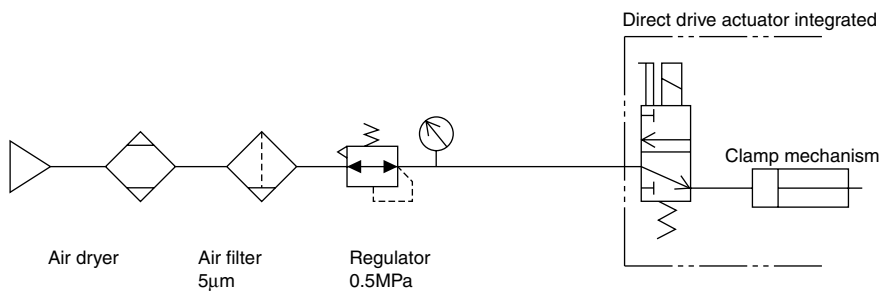 Direct drive actuator integrated
Clamp mechanism
Air dryer
Air filter
5μm
Regulator
0.5MPa